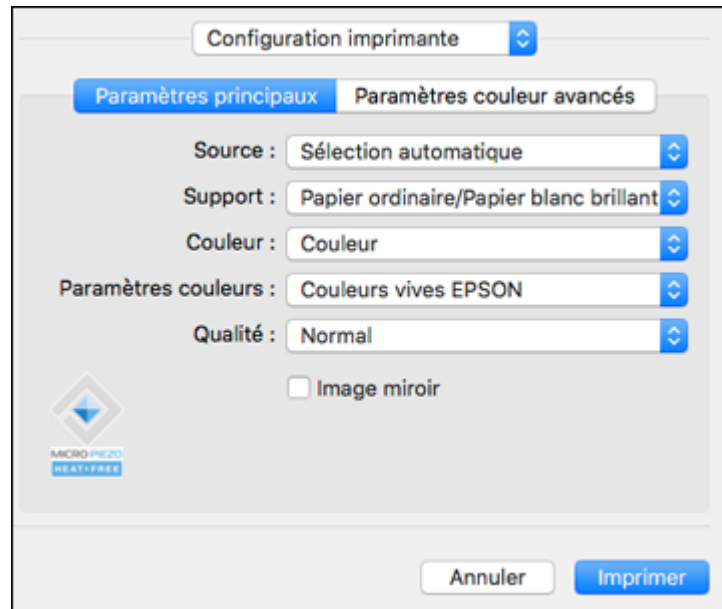 Configuration imprimante
Paramètres principaux Paramètres couleur avancés
Source : Sélection automatique
Support : Papier ordinaire/Papier blanc brillant
Couleur : Couleur
Paramètres couleurs : Couleurs vives EPSON
Qualité : Normal
Image miroir
MICRO PIEZO
HEAT-FREE
Annuler Imprimer